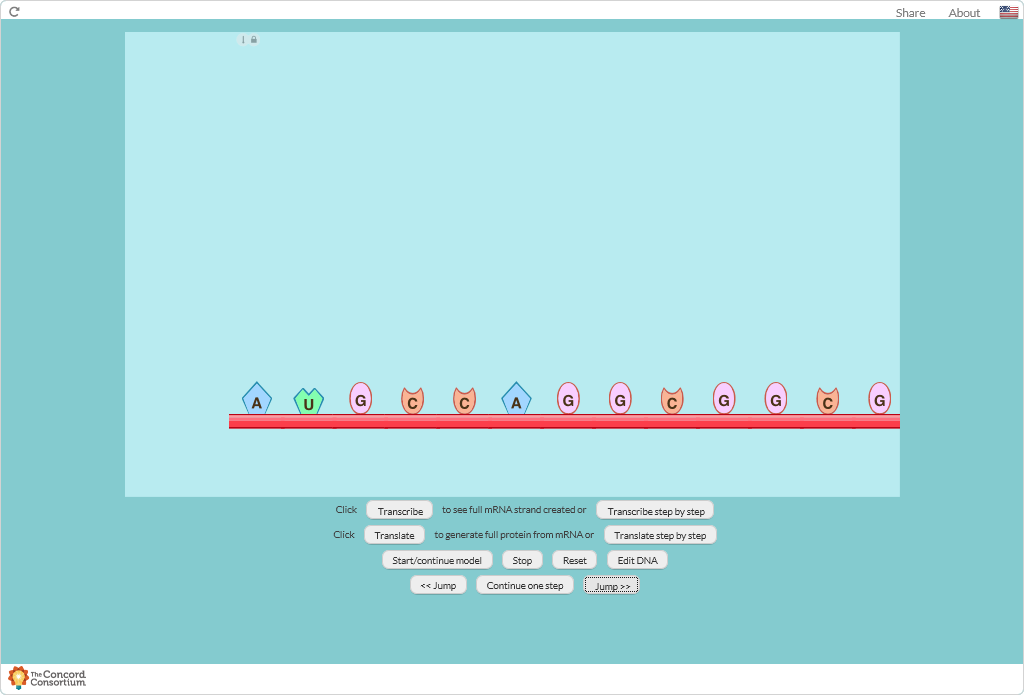 Share About
A U G C C A G G C G G C G
Click Transcribe to see full mRNA strand created or Transcribe step by step
Click Translate to generate full protein from mRNA or Translate step by step
Start/continue model Stop Reset Edit DNA
<< Jump Continue one step Jump >>
The Concord
Consortium